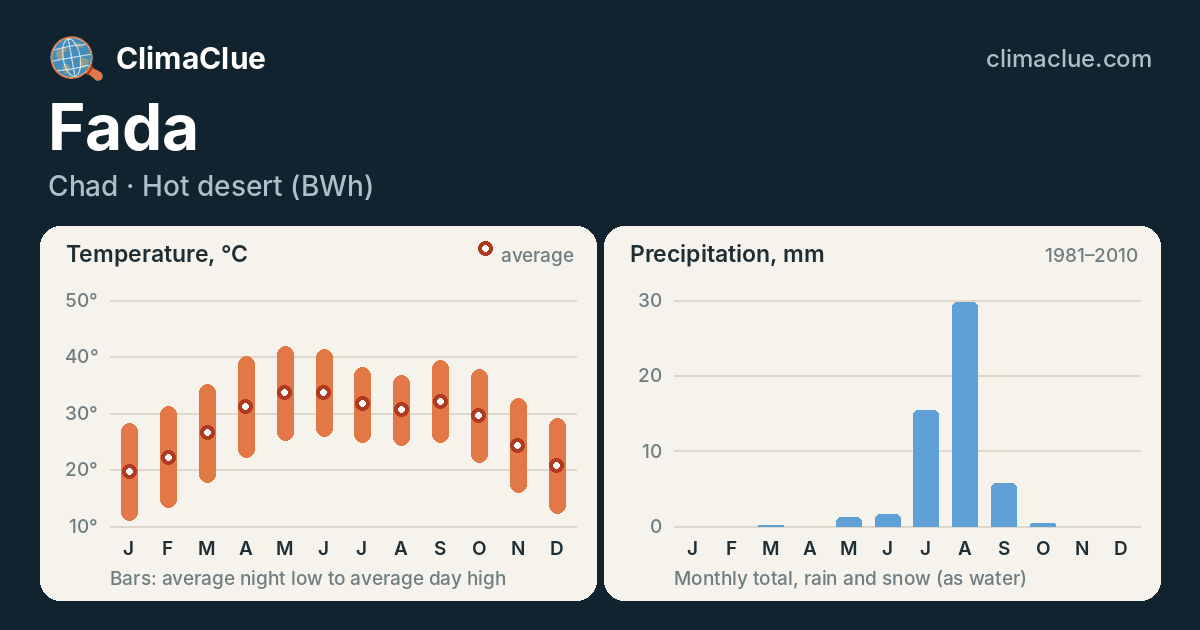 ClimaClue
climaclue.com
Fada
Chad · Hot desert (BWh)
Temperature, °C
average
50°
40°
30°
20°
10°
J F M A M J J A S O N D
Bars: average night low to average day high
Precipitation, mm
1981–2010
30
20
10
0
J F M A M J J A S O N D
Monthly total, rain and snow (as water)